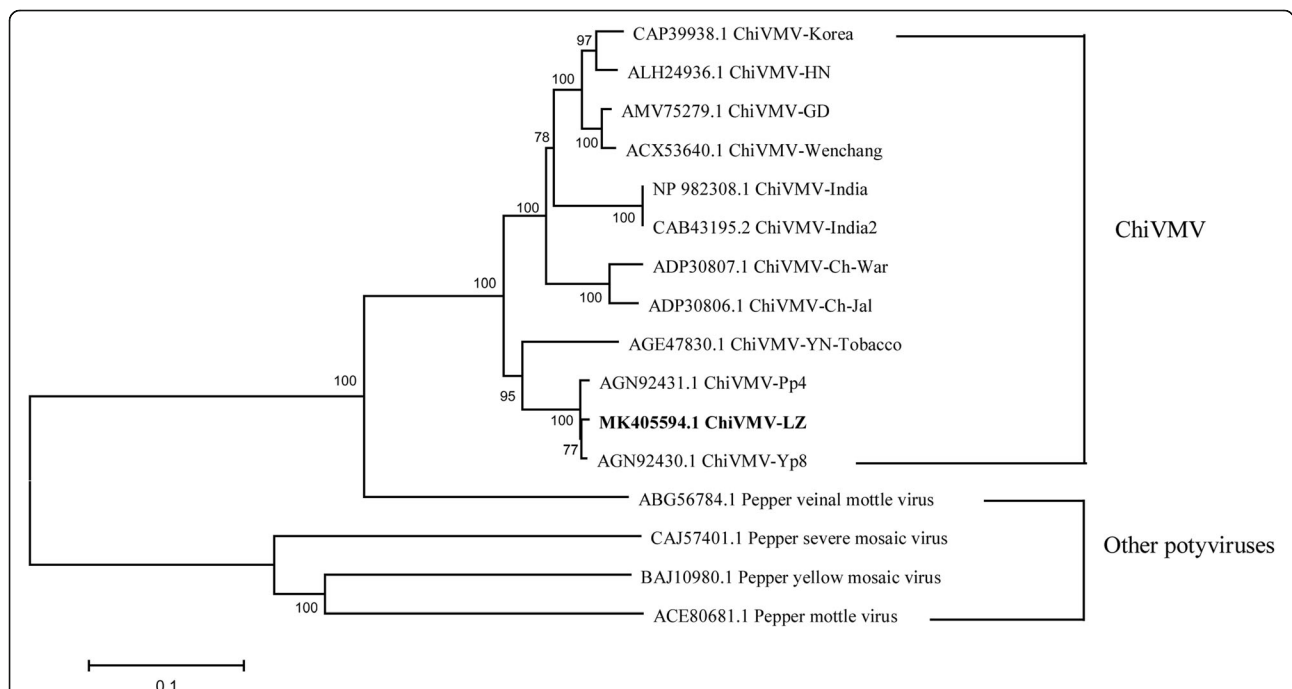 97
CAP39938.1 ChiVMV-Korea
100
ALH24936.1 ChiVMV-HN
AMV75279.1 ChiVMV-GD
78
100
ACX53640.1 ChiVMV-Wenchang
NP 982308.1 ChiVMV-India
100
100
CAB43195.2 ChiVMV-India2
ChiVMV
ADP30807.1 ChiVMV-Ch-War
100
100
ADP30806.1 ChiVMV-Ch-Jal
AGE47830.1 ChiVMV-YN-Tobacco
100
95
AGN92431.1 ChiVMV-Pp4
100
MK405594.1 ChiVMV-LZ
77
AGN92430.1 ChiVMV-Yp8
ABG56784.1 Pepper veinal mottle virus
CAJ57401.1 Pepper severe mosaic virus
Other potyviruses
BAJ10980.1 Pepper yellow mosaic virus
100
ACE80681.1 Pepper mottle virus
0.1